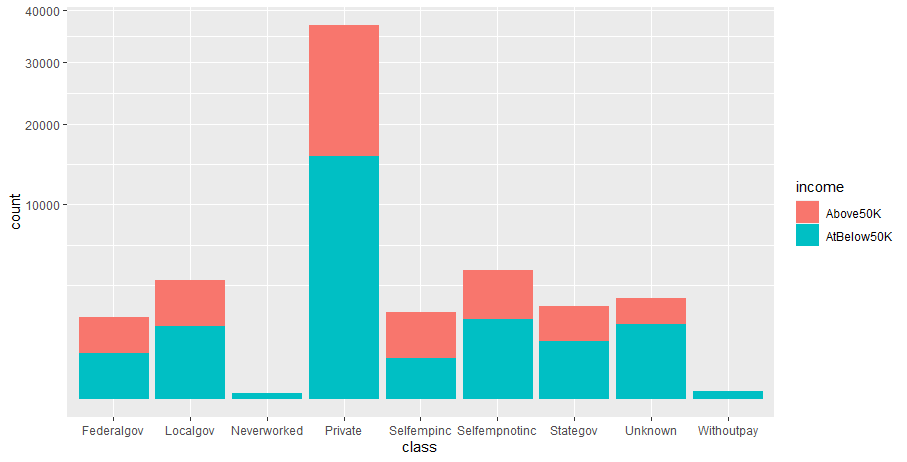 40000
30000
20000
10000
count
Federalgov Localgov Neverworked Private Selfempinc Selfempnotinc Stategov Unknown Withoutpay
class
income
Above50K
AtBelow50K